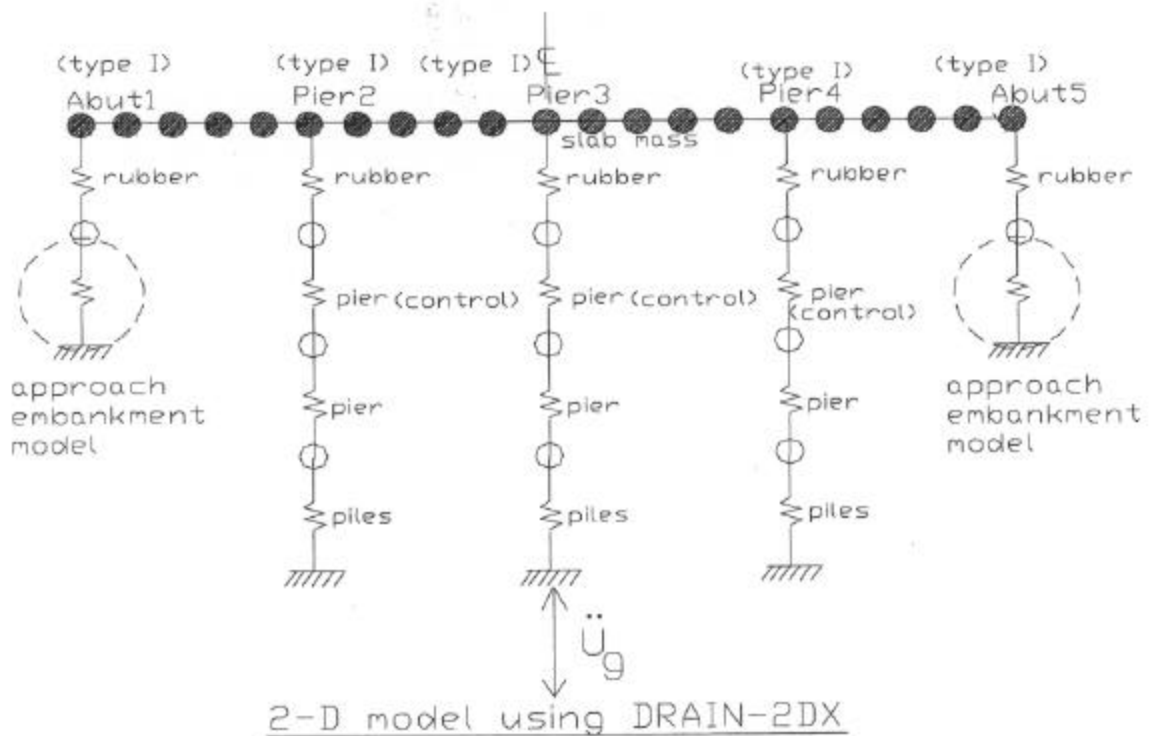 (type I) (type I) (type I) ℄ (type I) (type I)
Abut1 Pier2 Pier3 Pier4 Abut5
slab mass
rubber rubber rubber rubber rubber
pier (control) pier (control) pier
(control)
approach
embankment
model
pier pier pier
approach
embankment
model
piles piles piles
Üg
2-D model using DRAIN-2DX